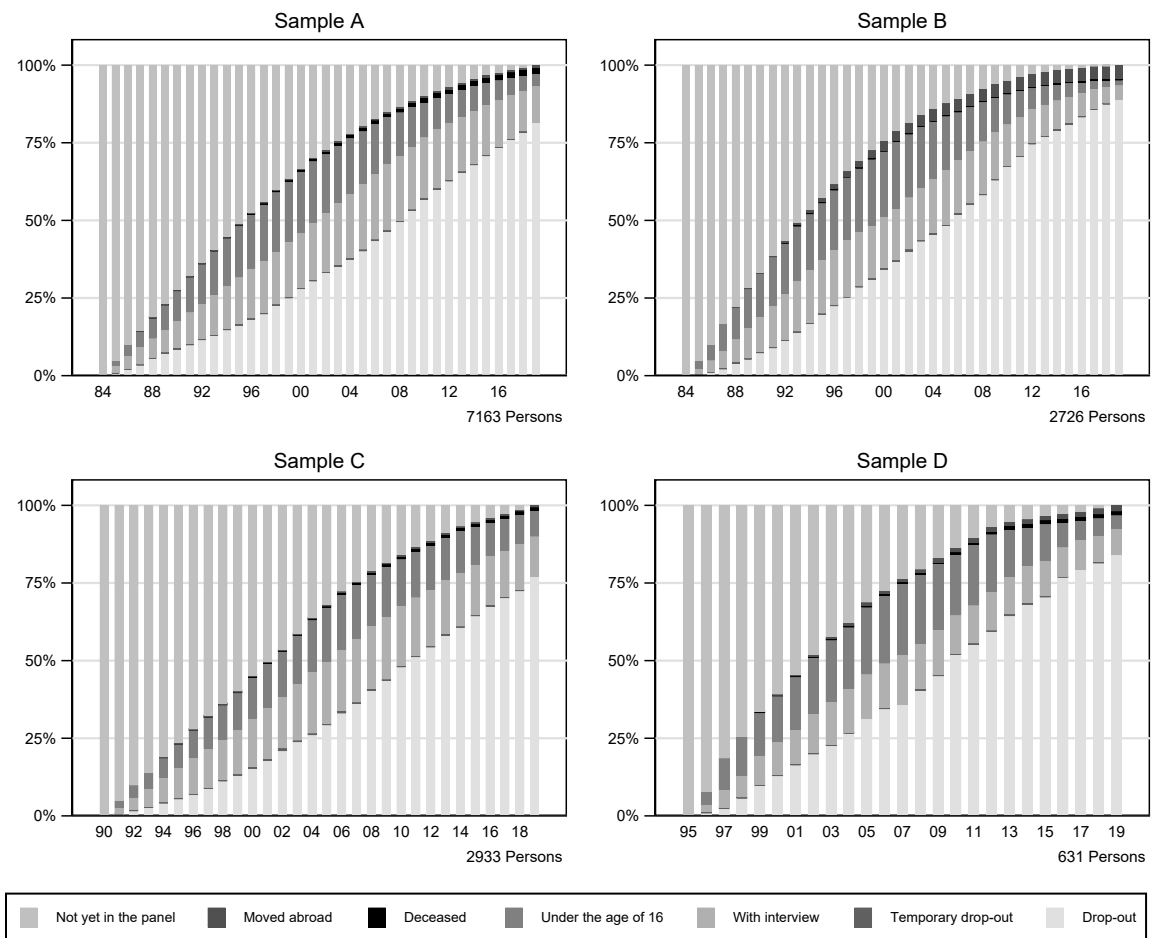 Sample A
100%
75%
50%
25%
0%
84 88 92 96 00 04 08 12 16
7163 Persons
Sample B
100%
75%
50%
25%
0%
84 88 92 96 00 04 08 12 16
2726 Persons
Sample C
100%
75%
50%
25%
0%
90 92 94 96 98 00 02 04 06 08 10 12 14 16 18
2933 Persons
Sample D
100%
75%
50%
25%
0%
95 97 99 01 03 05 07 09 11 13 15 17 19
631 Persons
Not yet in the panel Moved abroad Deceased Under the age of 16 With interview Temporary drop-out Drop-out